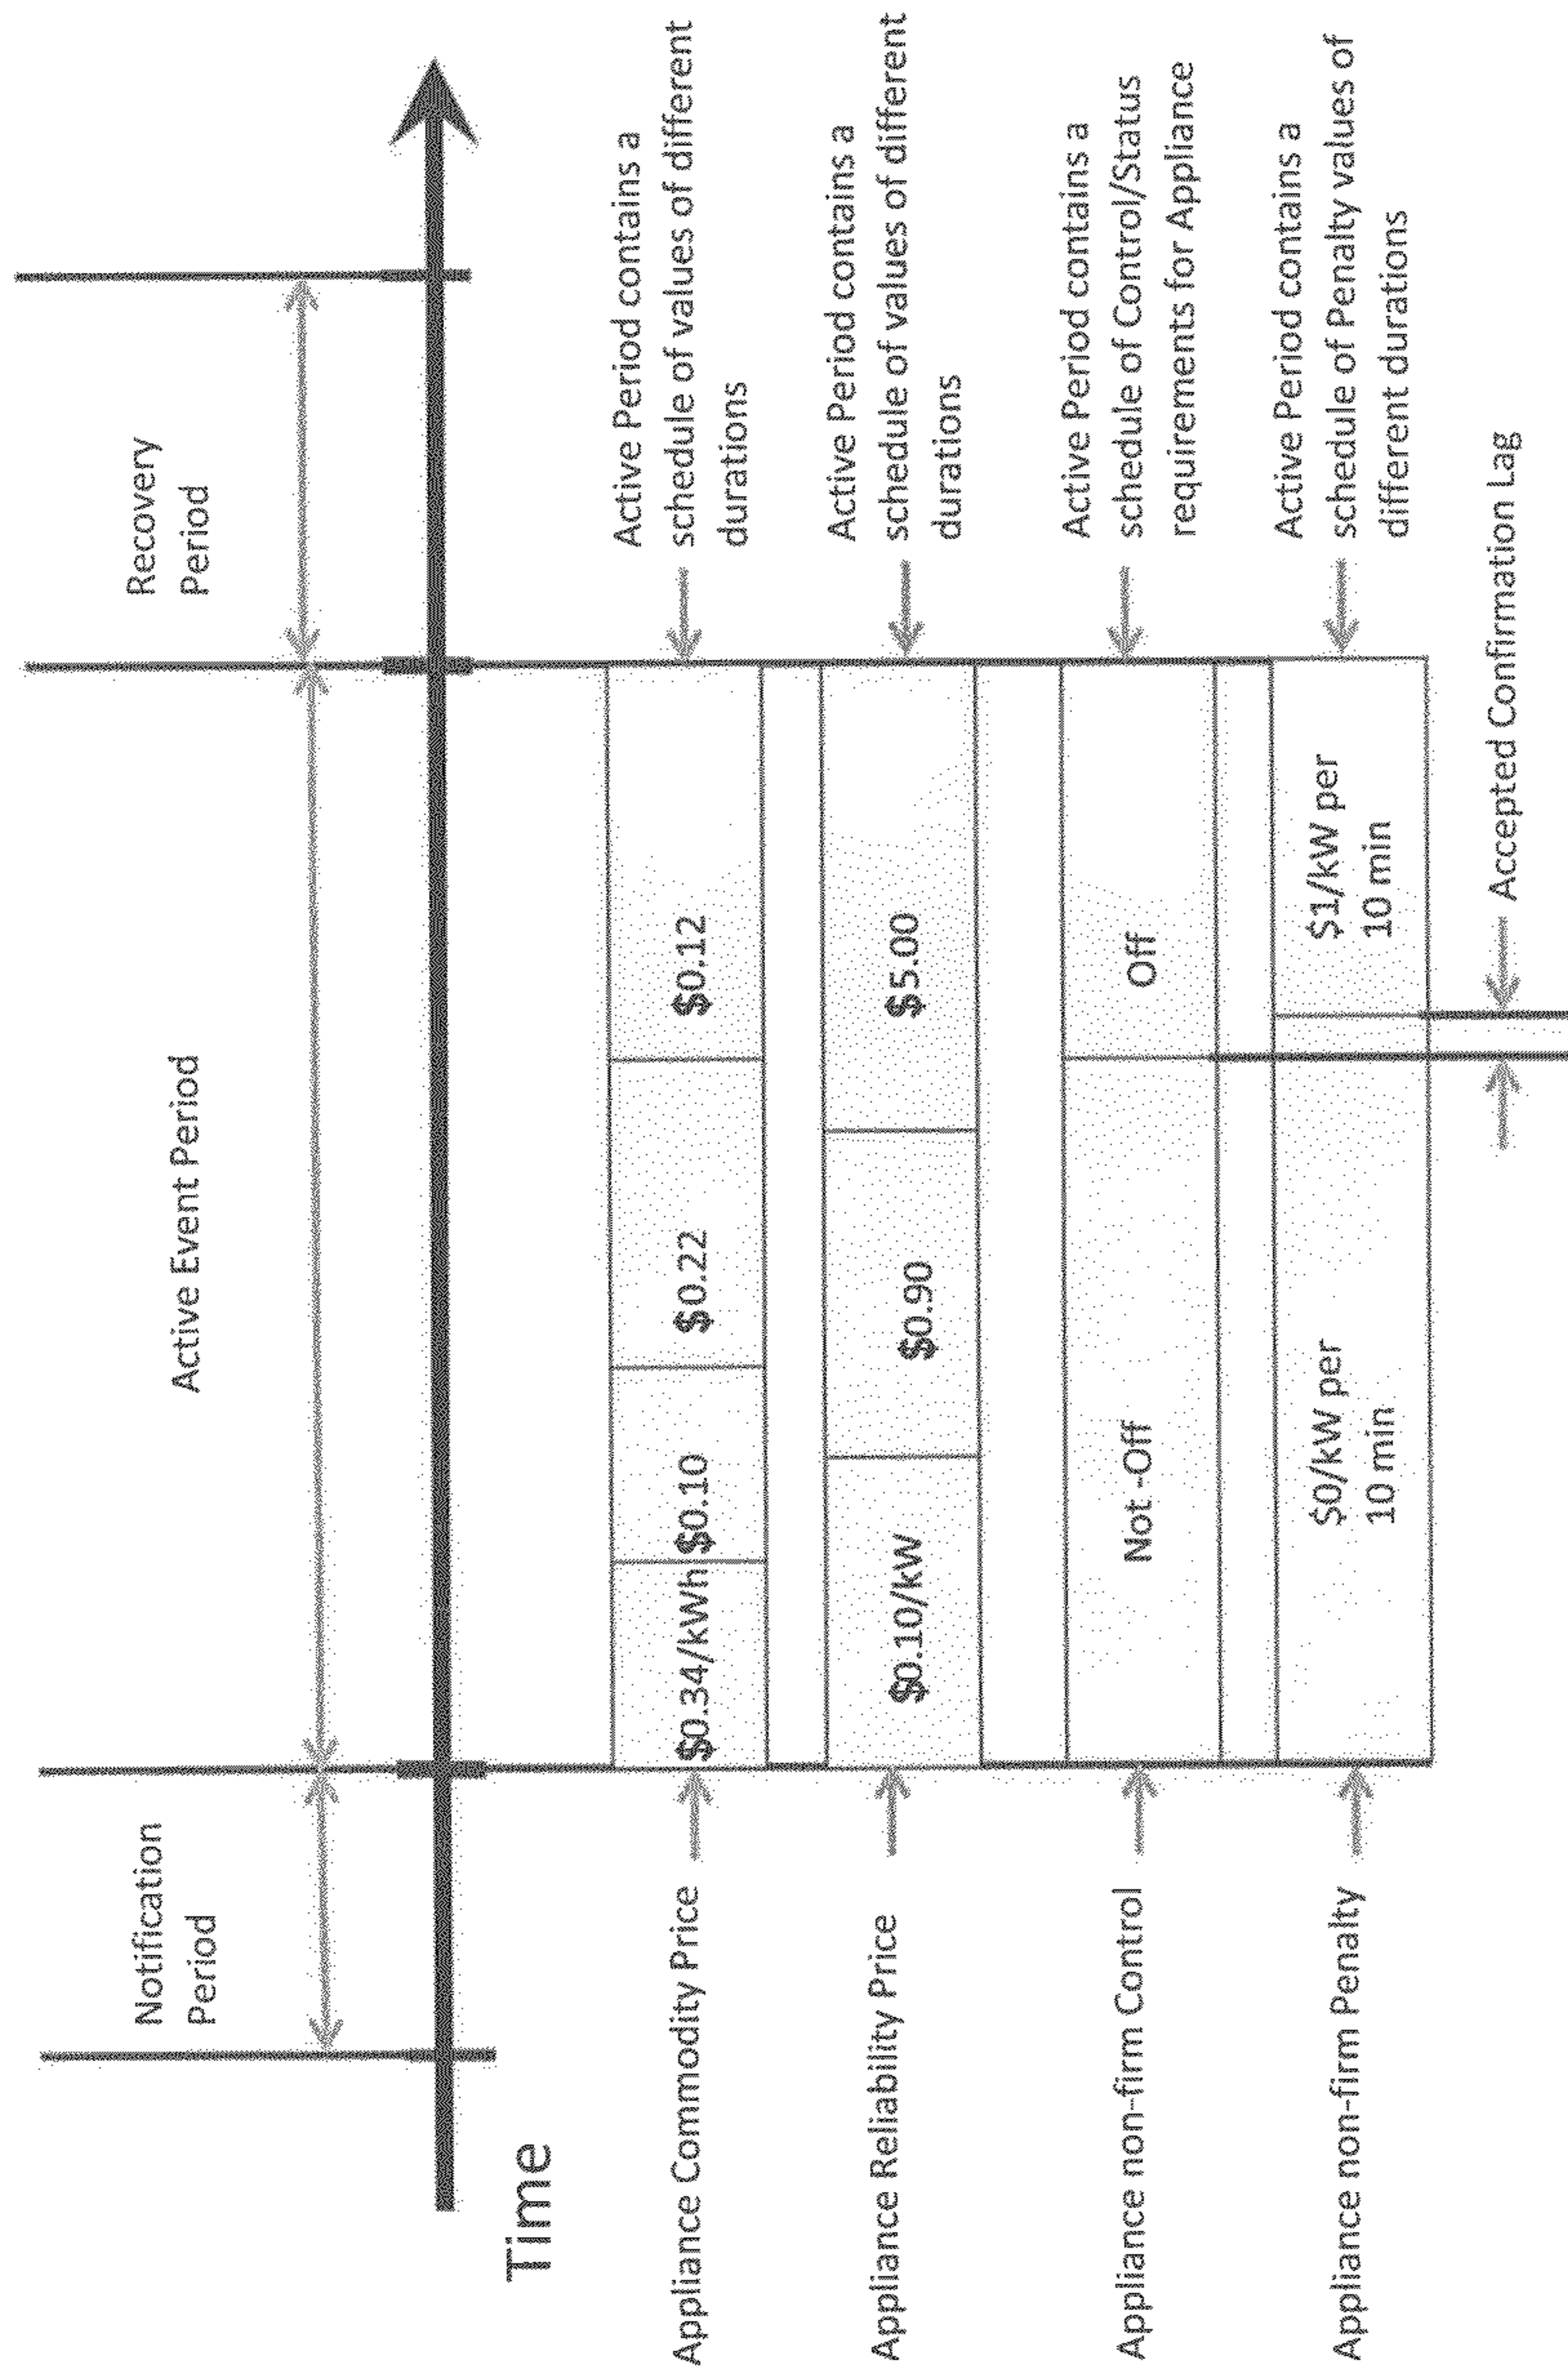 Notification
Period
Active Event Period
Recovery
Period
Time
Appliance Commodity Price
$0.34/kWh
$0.10
$0.22
$0.12
Active Period contains a
schedule of values of different
durations
Appliance Reliability Price
$0.10/kW
$0.90
$5.00
Active Period contains a
schedule of values of different
durations
Appliance non-firm Control
Not -Off
Off
Active Period contains a
schedule of Control/Status
requirements for Appliance
Appliance non-firm Penalty
$0/kW per
10 min
$1/kW per
10 min
Active Period contains a
schedule of Penalty values of
different durations
Accepted Confirmation Lag